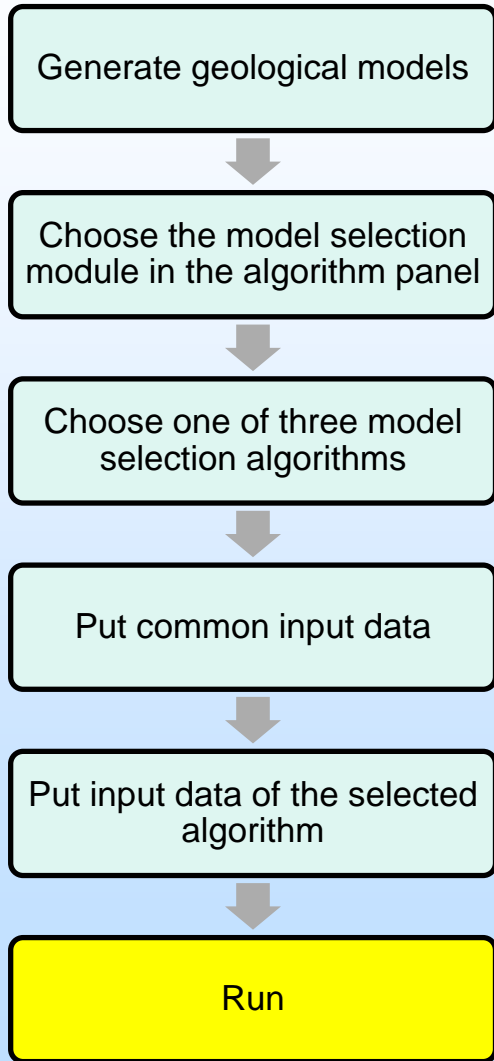 Generate geological models
Choose the model selection
module in the algorithm panel
Choose one of three model
selection algorithms
Put common input data
Put input data of the selected
algorithm
Run